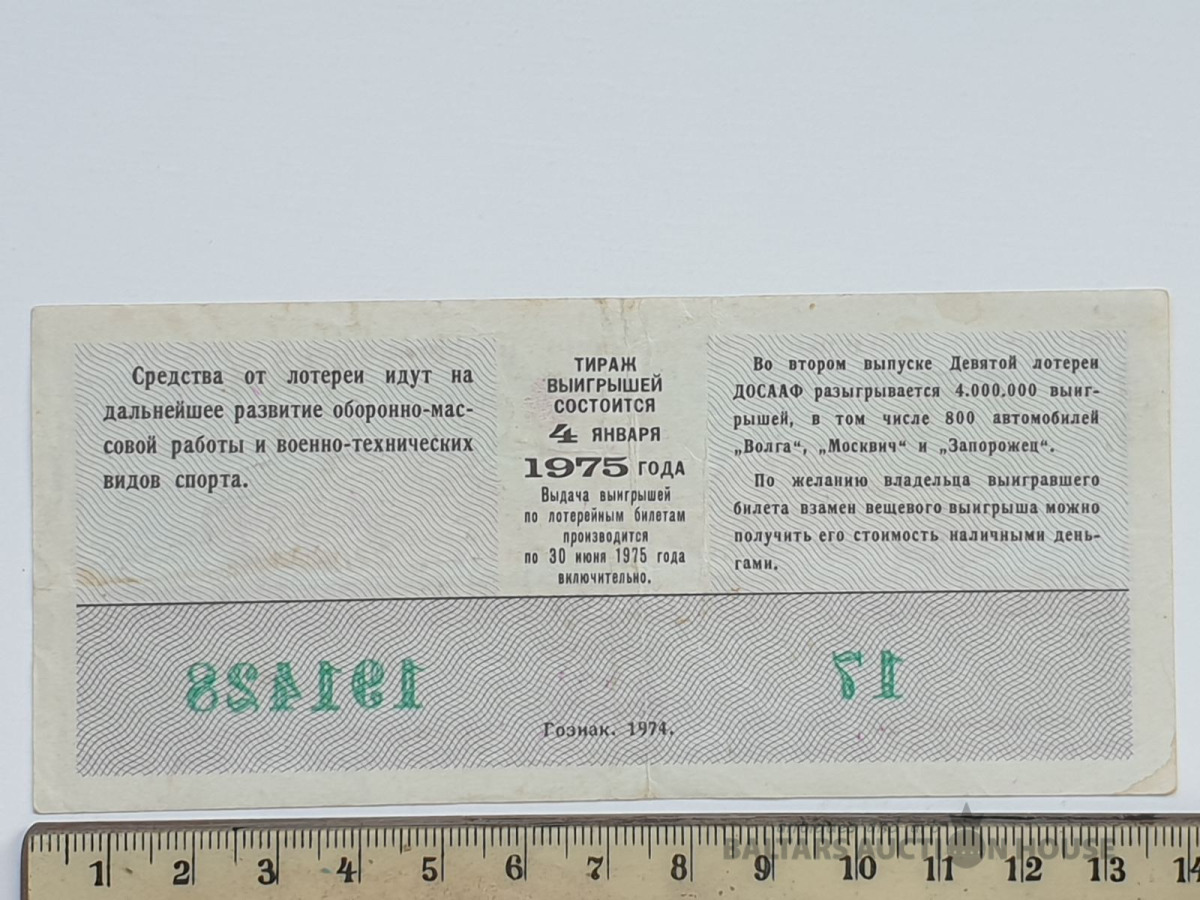 Средства от лотереи идут на
дальнейшее развитие оборонно-мас-
совой работы и военно-технических
видов спорта.
ТИРАЖ
ВЫИГРЫШЕЙ
СОСТОИТСЯ
4 ЯНВАРЯ
1975 ГОДА
Выдача выигрышей
по лотерейным билетам
производится
по 30 июня 1975 года
включительно.
Во втором выпуске Девятой лотереи
ДОСААФ разыгрывается 4.000.000 выиг-
рышей, в том числе 800 автомобилей
„Волга“, „Москвич“ и „Запорожец“.
По желанию владельца выигравшего
билета взамен вещевого выигрыша можно
получить его стоимость наличными день-
гами.
191428
17
Гознак. 1974.
BALTARS AUCTION HOUSE
1 2 3 4 5 6 7 8 9 10 11 12 13 14